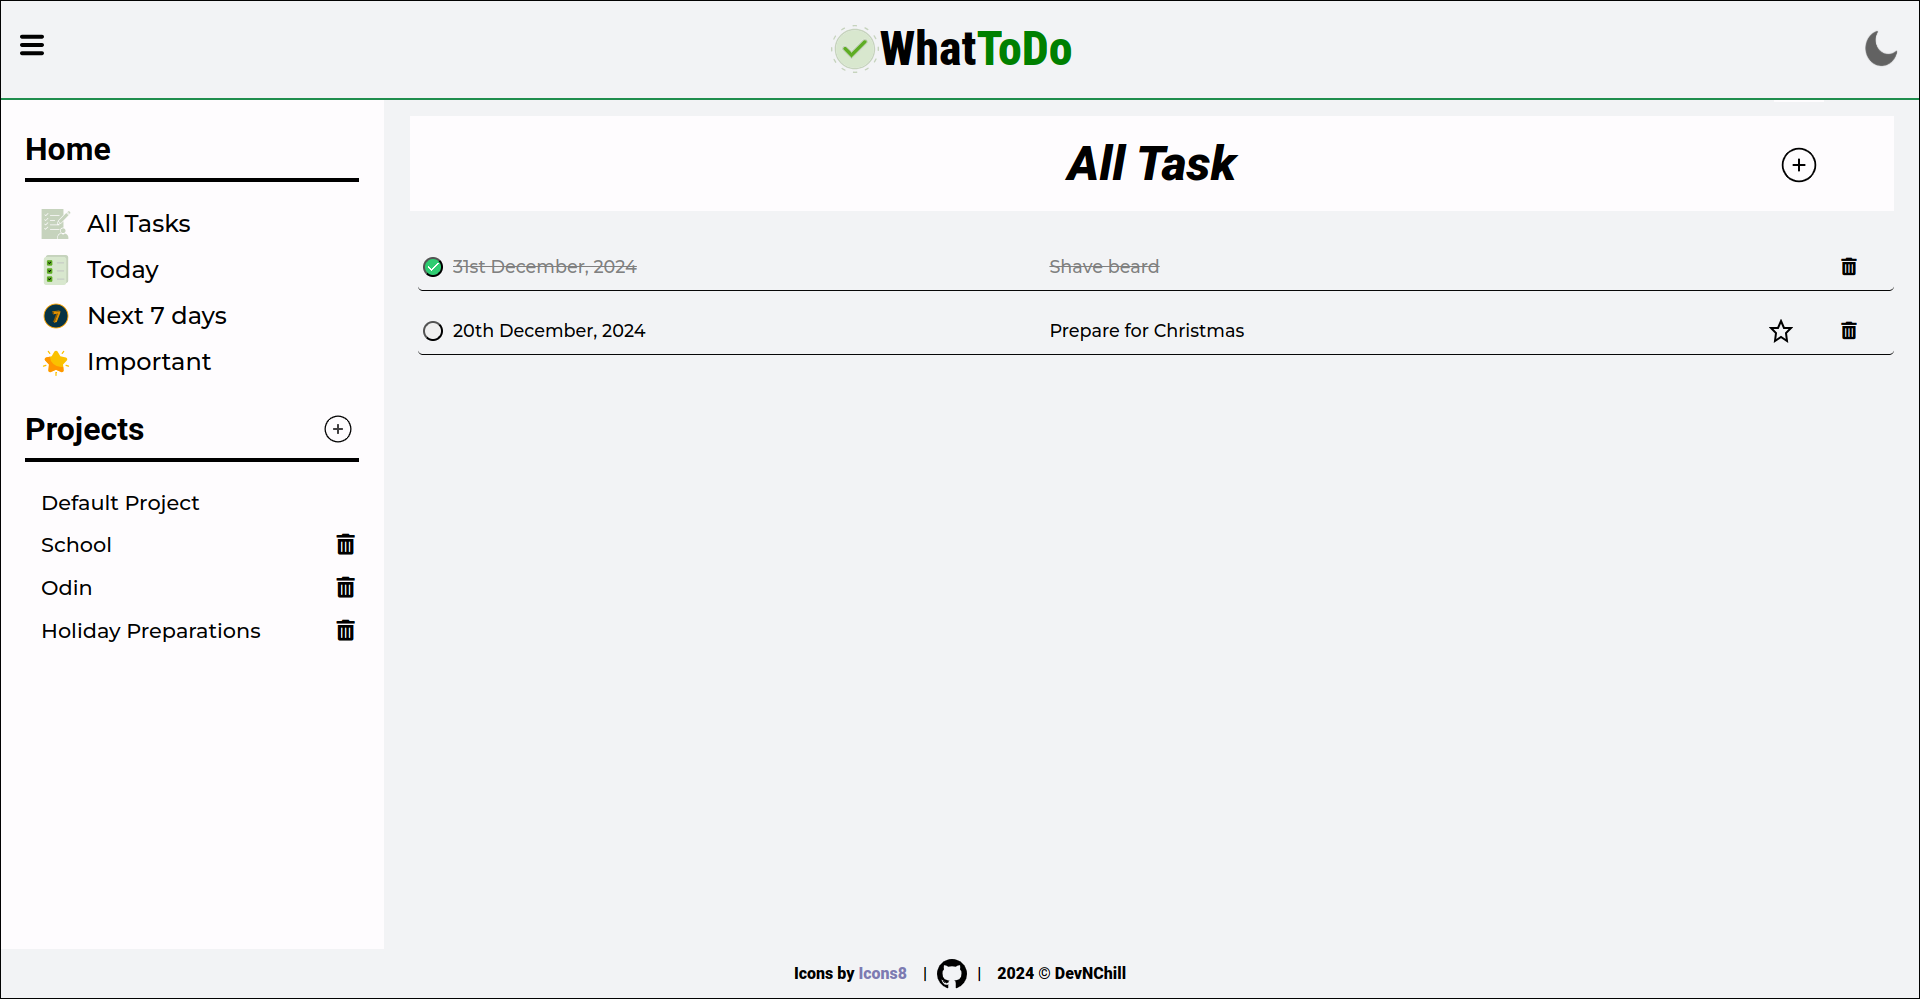 WhatToDo
Home
All Tasks
Today
7 Next 7 days
Important
Projects
Default Project
School
Odin
Holiday Preparations
All Task
31st December, 2024 Shave beard
20th December, 2024 Prepare for Christmas
Icons by Icons8 | | 2024 © DevNChill